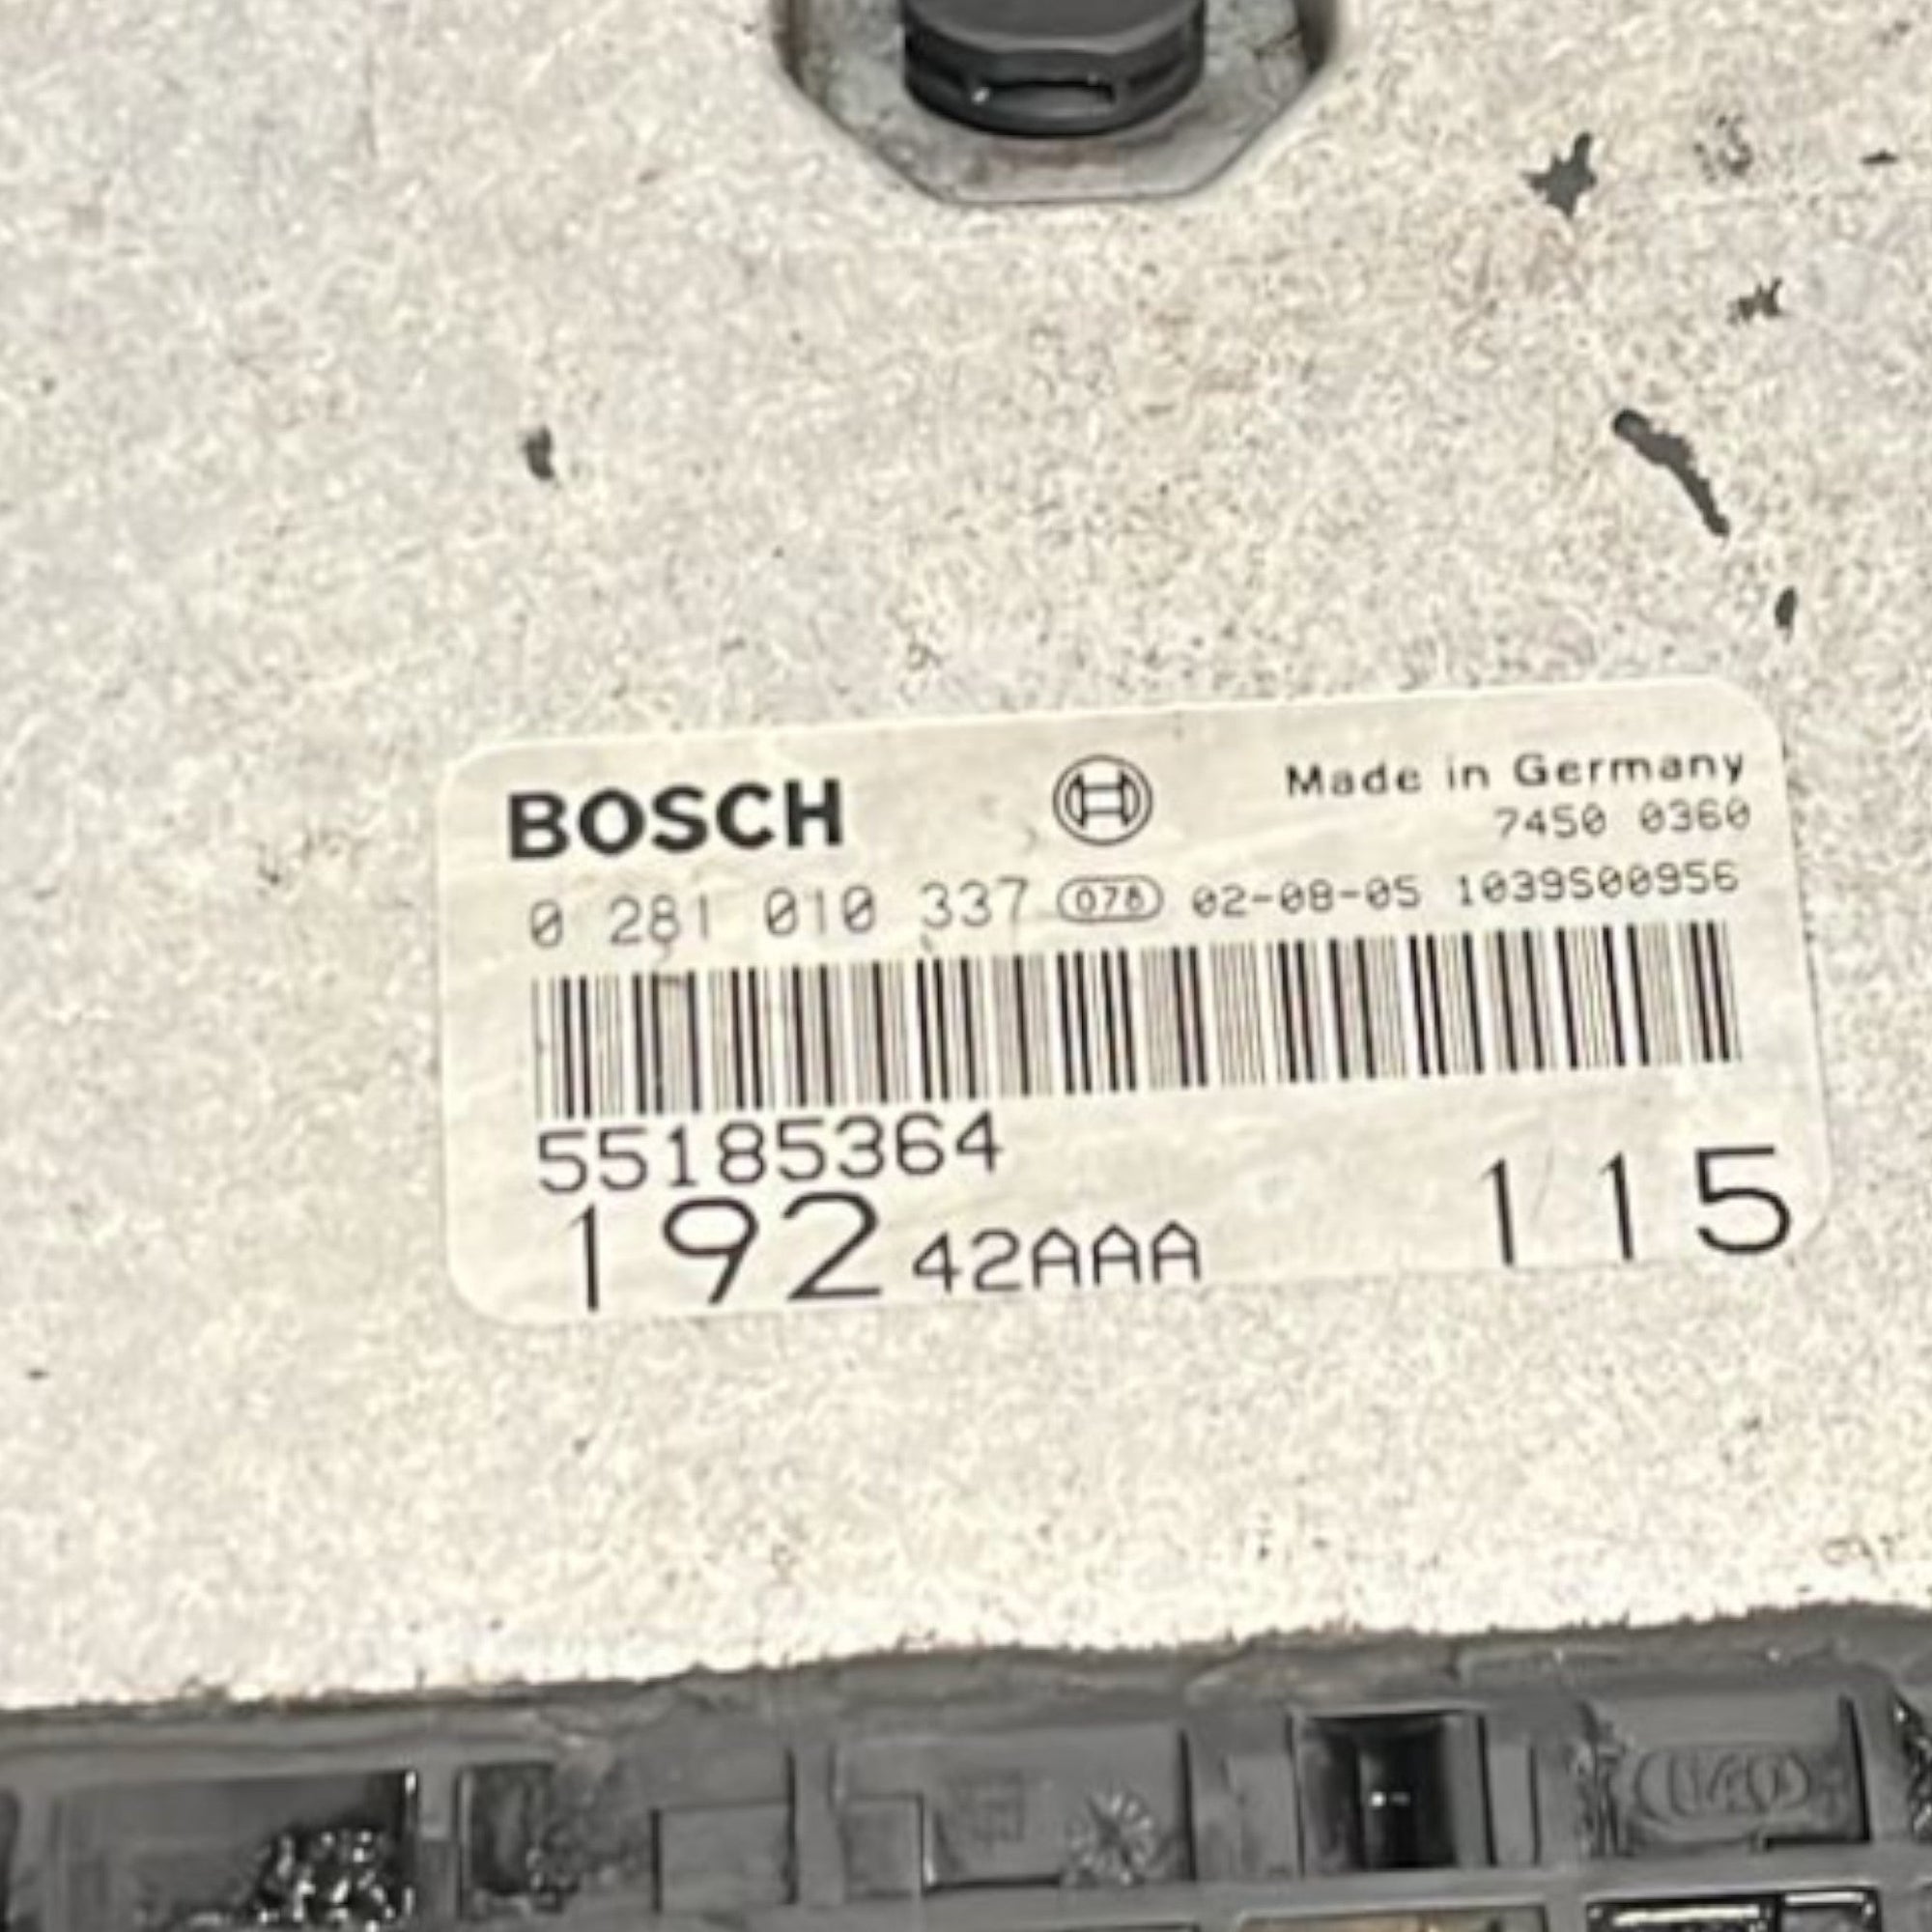 BOSCH
Made in Germany
7450 0360
0 281 010 337 078 02-08-05 1039S00956
55185364
192 42AAA 115